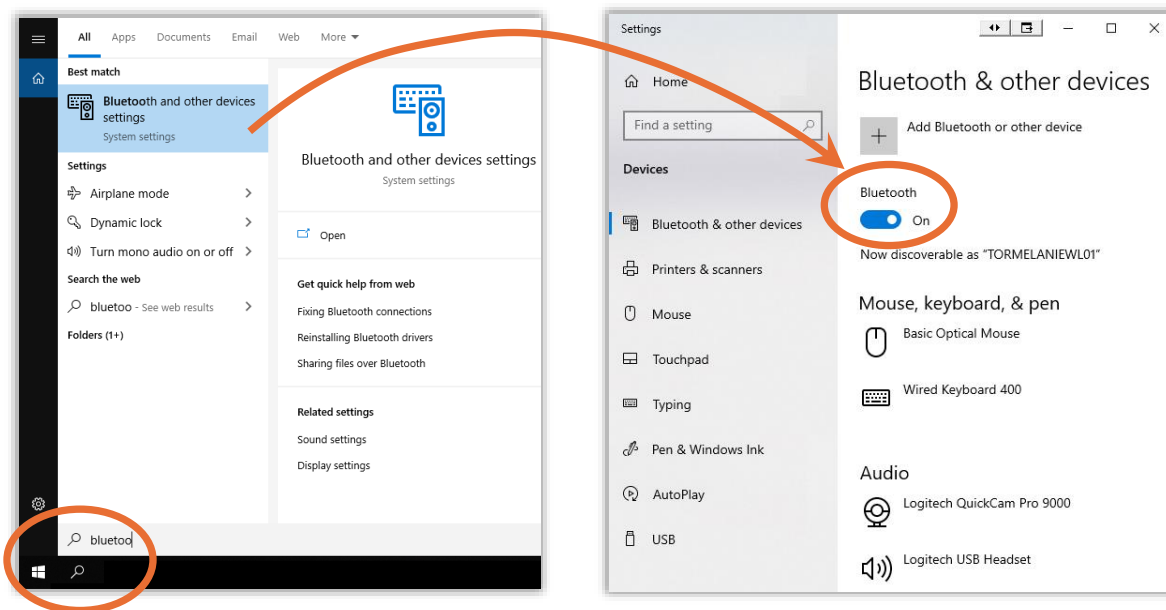 All Apps Documents Email Web More
Best match
Bluetooth and other devices
settings
System settings
Settings
Airplane mode
Dynamic lock
Turn mono audio on or off
Search the web
bluetoo - See web results
Folders (1+)
Bluetooth and other devices settings
System settings
Open
Get quick help from web
Fixing Bluetooth connections
Reinstalling Bluetooth drivers
Sharing files over Bluetooth
Related settings
Sound settings
Display settings
bluetoo
Settings
Home
Find a setting
Devices
Bluetooth & other devices
Printers & scanners
Mouse
Touchpad
Typing
Pen & Windows Ink
AutoPlay
USB
Bluetooth & other devices
Add Bluetooth or other device
Bluetooth
On
Now discoverable as “TORMELANIEWL01”
Mouse, keyboard, & pen
Basic Optical Mouse
Wired Keyboard 400
Audio
Logitech QuickCam Pro 9000
Logitech USB Headset